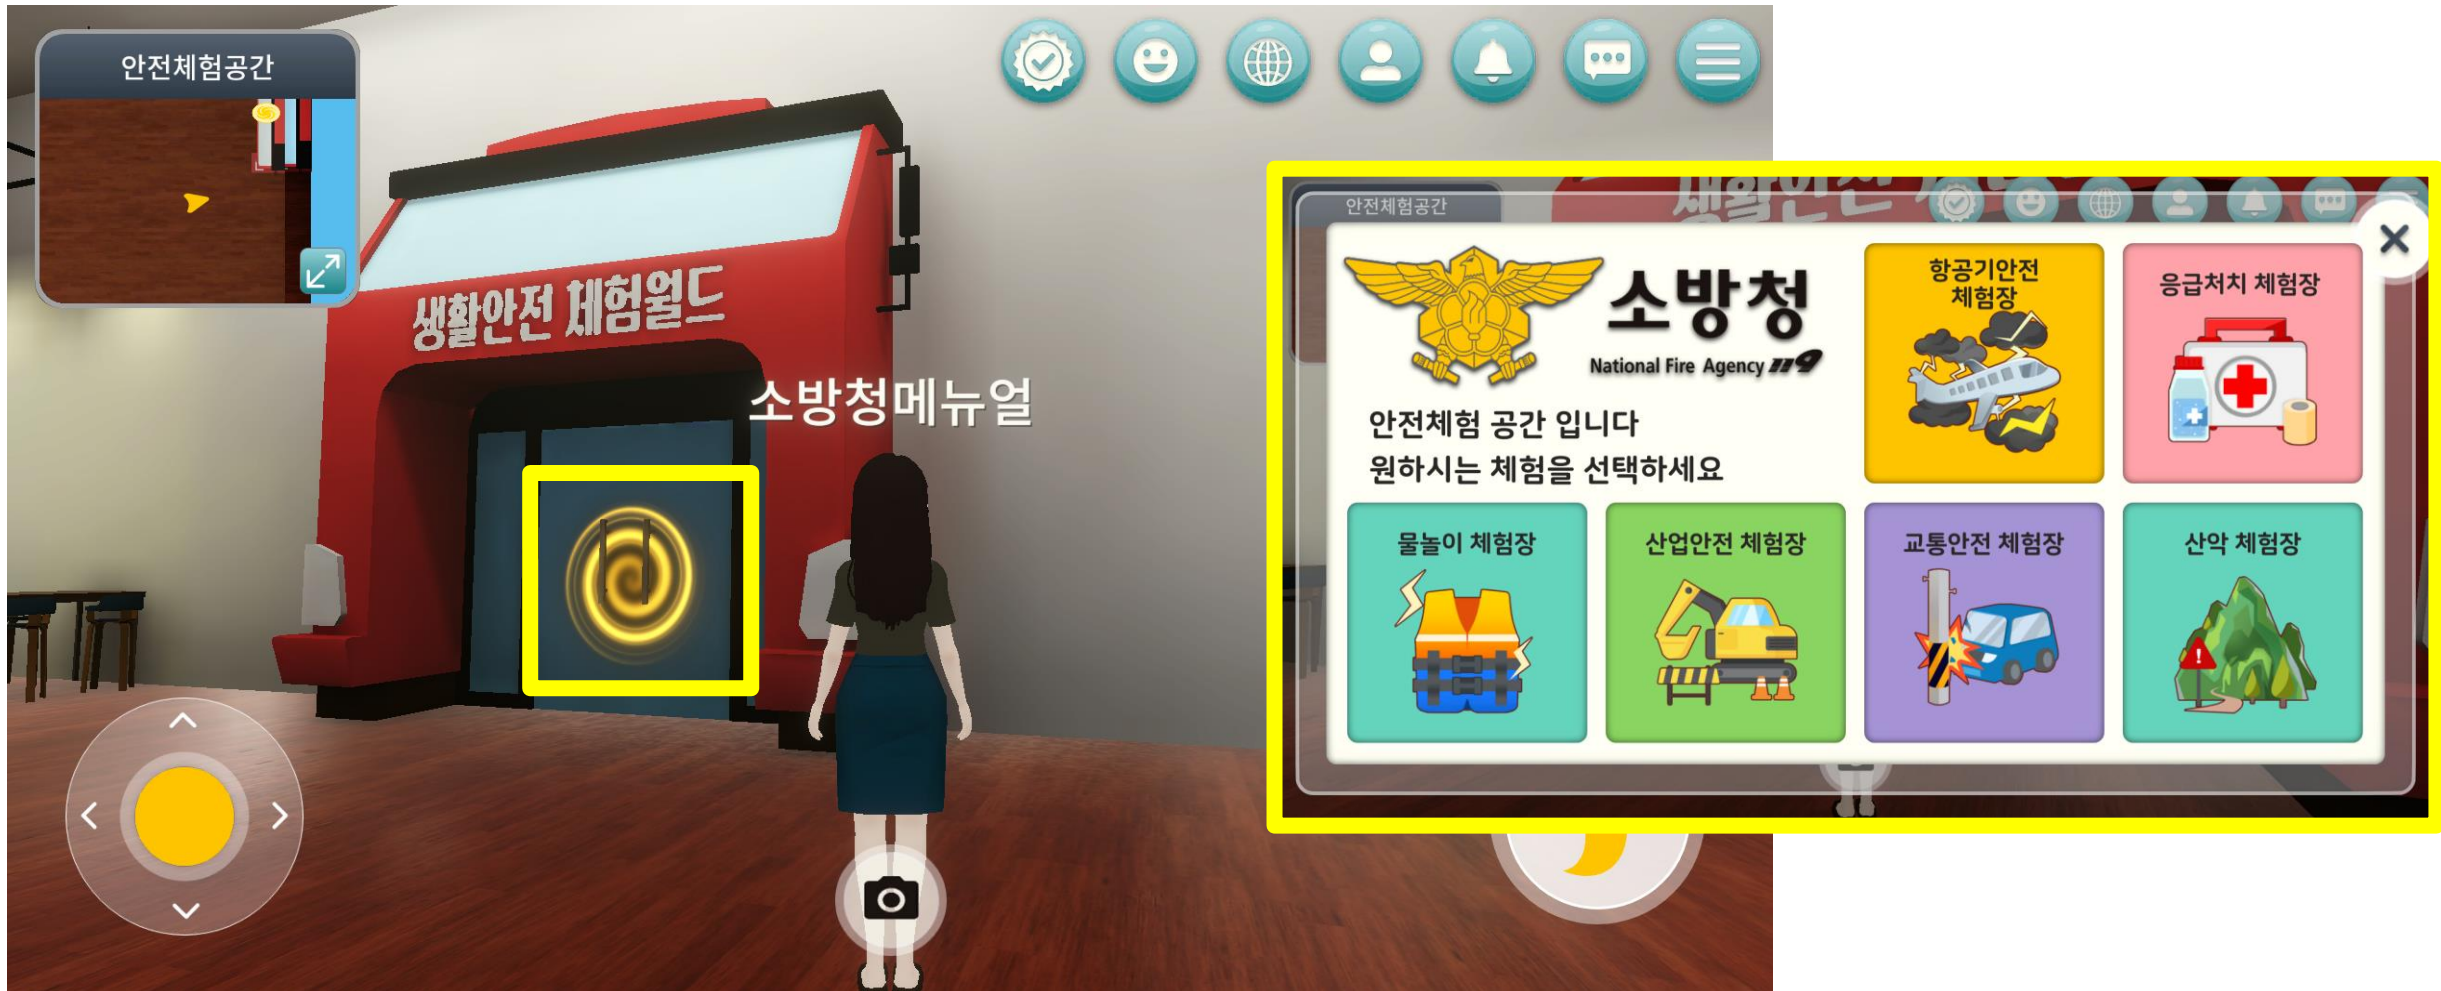 안전체험공간
생활안전 체험월드
소방청메뉴얼
안전체험공간
생활안전
소방청
National Fire Agency 119
안전체험 공간 입니다
원하시는 체험을 선택하세요
항공기안전
체험장
응급처치 체험장
물놀이 체험장
산업안전 체험장
교통안전 체험장
산악 체험장